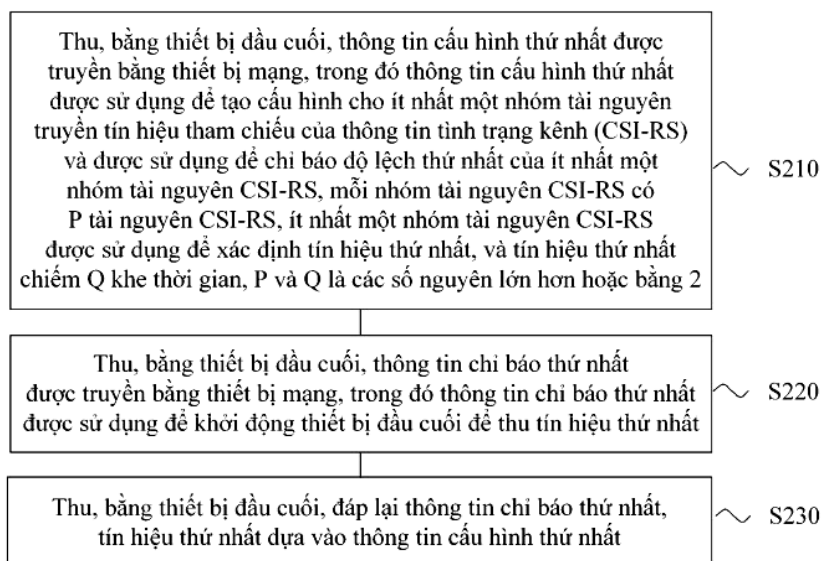 Thu, bằng thiết bị đầu cuối, thông tin cấu hình thứ nhất được
truyền bằng thiết bị mạng, trong đó thông tin cấu hình thứ nhất
được sử dụng để tạo cấu hình cho ít nhất một nhóm tài nguyên
truyền tín hiệu tham chiếu của thông tin tình trạng kênh (CSI-RS)
và được sử dụng để chỉ báo độ lệch thứ nhất của ít nhất một
nhóm tài nguyên CSI-RS, mỗi nhóm tài nguyên CSI-RS có
P tài nguyên CSI-RS, ít nhất một nhóm tài nguyên CSI-RS
được sử dụng để xác định tín hiệu thứ nhất, và tín hiệu thứ nhất
chiếm Q khe thời gian, P và Q là các số nguyên lớn hơn hoặc bằng 2
S210
Thu, bằng thiết bị đầu cuối, thông tin chỉ báo thứ nhất
được truyền bằng thiết bị mạng, trong đó thông tin chỉ báo thứ nhất
được sử dụng để khởi động thiết bị đầu cuối để thu tín hiệu thứ nhất
S220
Thu, bằng thiết bị đầu cuối, đáp lại thông tin chỉ báo thứ nhất,
tín hiệu thứ nhất dựa vào thông tin cấu hình thứ nhất
S230